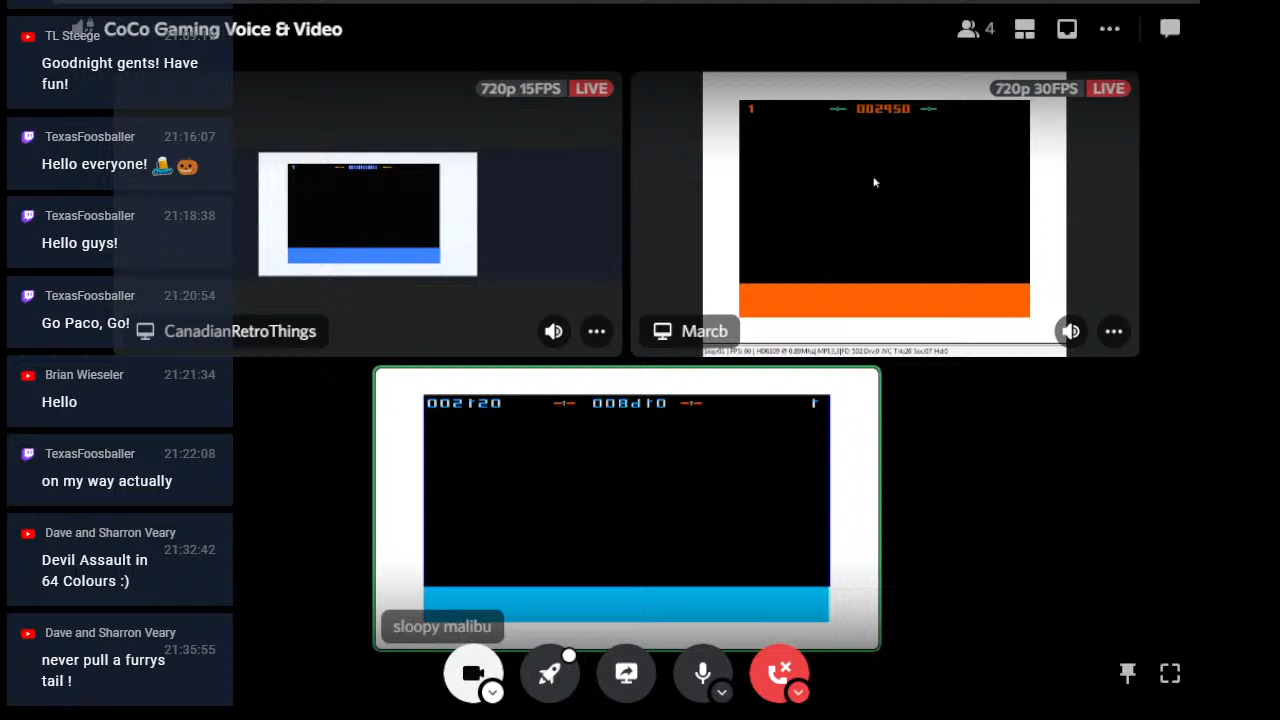 CoCo Gaming Voice & Video
4
TL Steege
Goodnight gents! Have
fun!
TexasFoosballer 21:16:07
Hello everyone!
TexasFoosballer 21:18:38
Hello guys!
TexasFoosballer 21:20:54
Go Paco, Go!
Brian Wieseler 21:21:34
Hello
TexasFoosballer 21:22:08
on my way actually
Dave and Sharron Veary
21:32:42
Devil Assault in
64 Colours :)
Dave and Sharron Veary
21:35:55
never pull a furrys
tail !
720p 15FPS LIVE
CanadianRetroThings
720p 30FPS LIVE
1 002450
Marcb
sloopy malibu